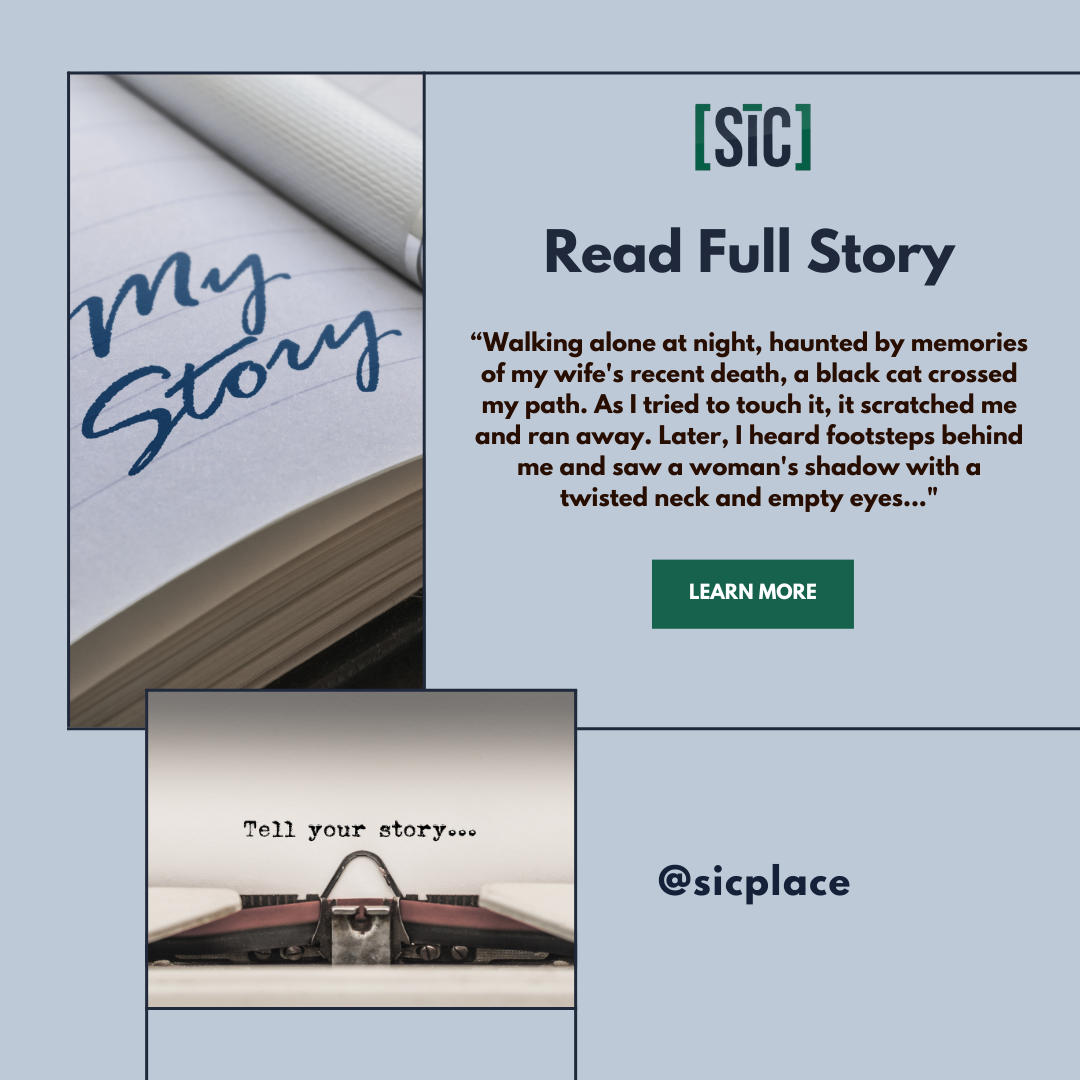 My
Story
[SīC]
Read Full Story
“Walking alone at night, haunted by memories
of my wife's recent death, a black cat crossed
my path. As I tried to touch it, it scratched me
and ran away. Later, I heard footsteps behind
me and saw a woman's shadow with a
twisted neck and empty eyes..."
LEARN MORE
Tell your story...
@sicplace